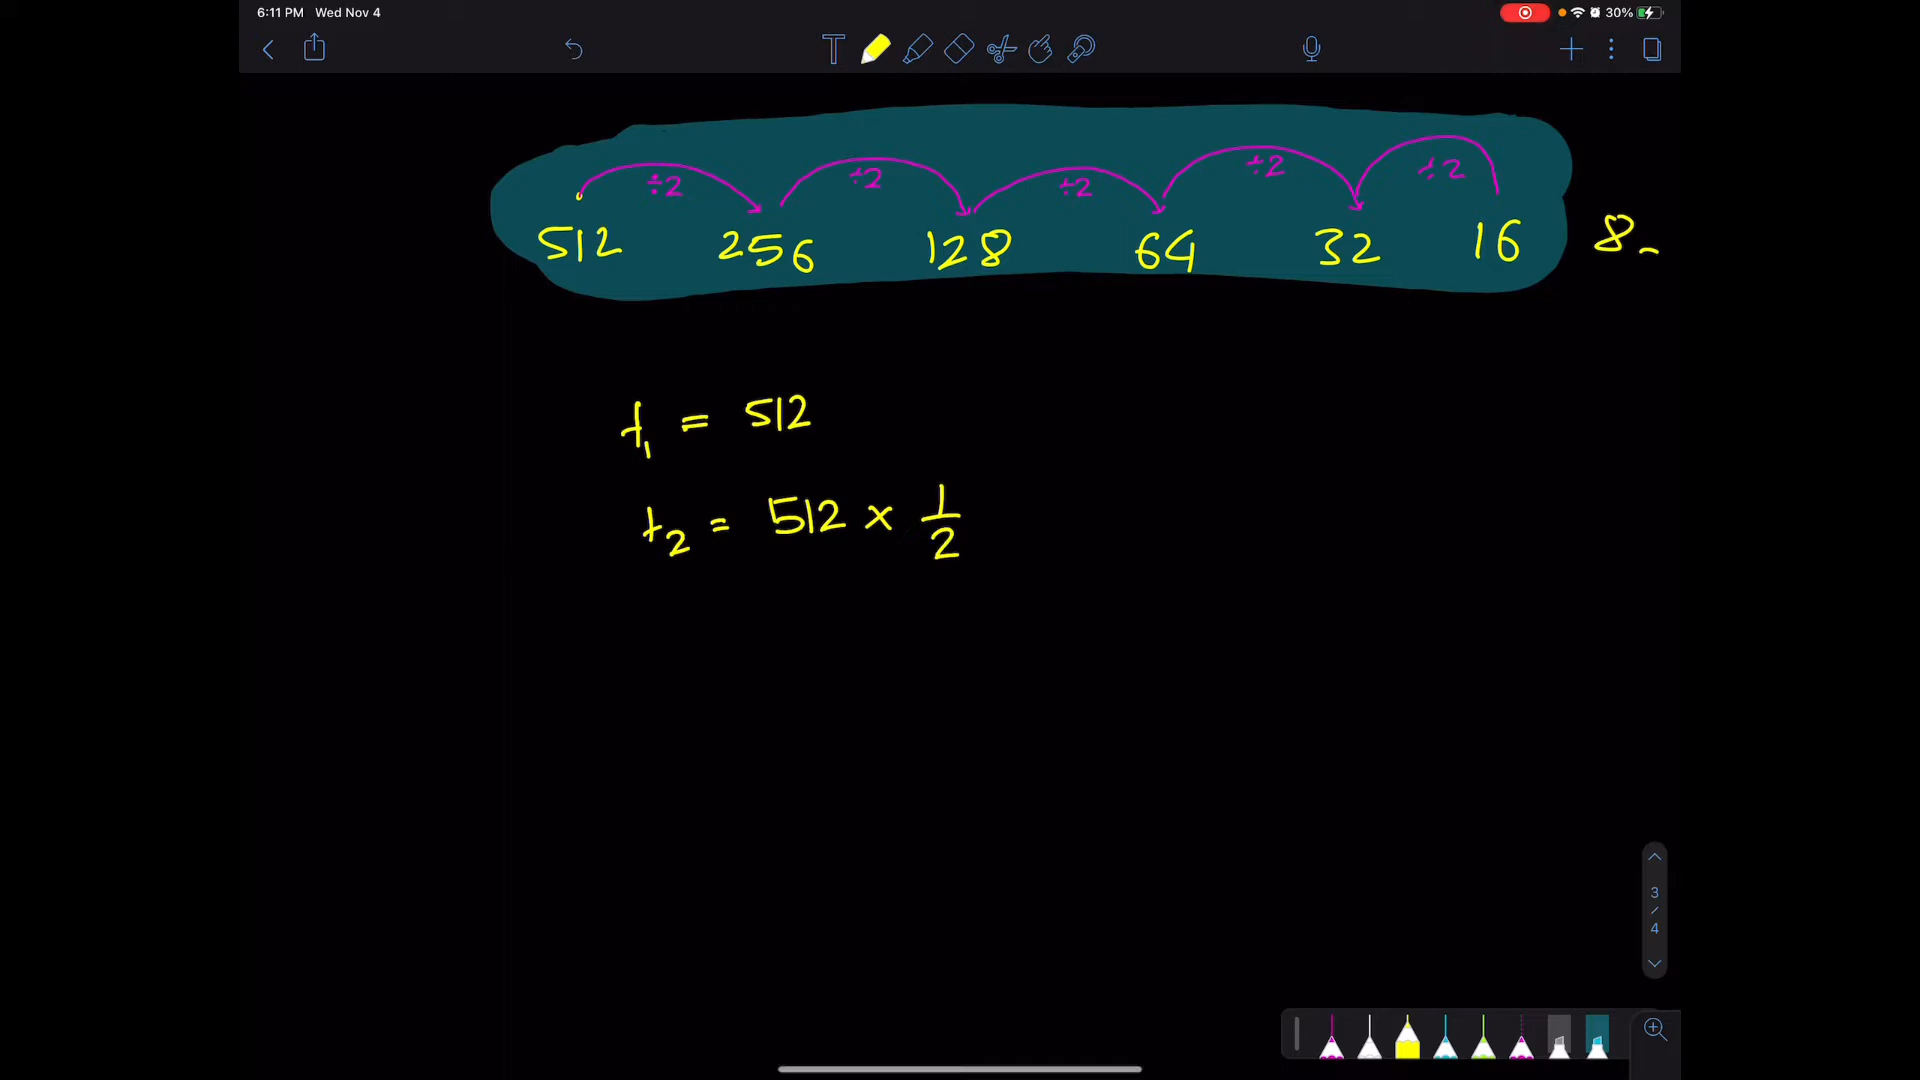 6:11 PM Wed Nov 4 30%
T
÷2 ÷2 ÷2 ÷2 ÷2
512 256 128 64 32 16 8
t₁ = 512
t₂ = 512 × 1/2
3
/
4